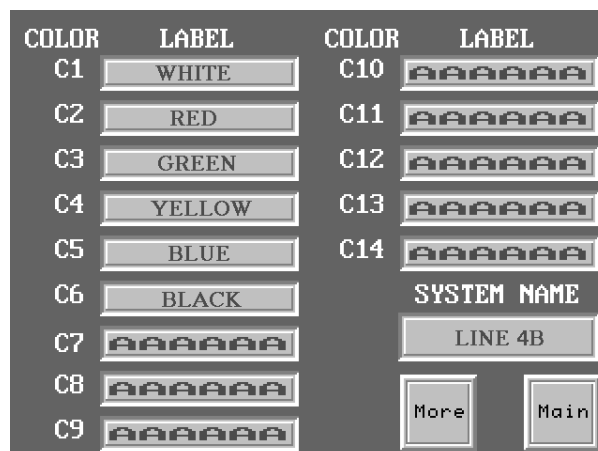 COLOR LABEL
C1 WHITE
C2 RED
C3 GREEN
C4 YELLOW
C5 BLUE
C6 BLACK
C7 AAAAAA
C8 AAAAAA
C9 AAAAAA
COLOR LABEL
C10 AAAAAA
C11 AAAAAA
C12 AAAAAA
C13 AAAAAA
C14 AAAAAA
SYSTEM NAME
LINE 4B
More Main